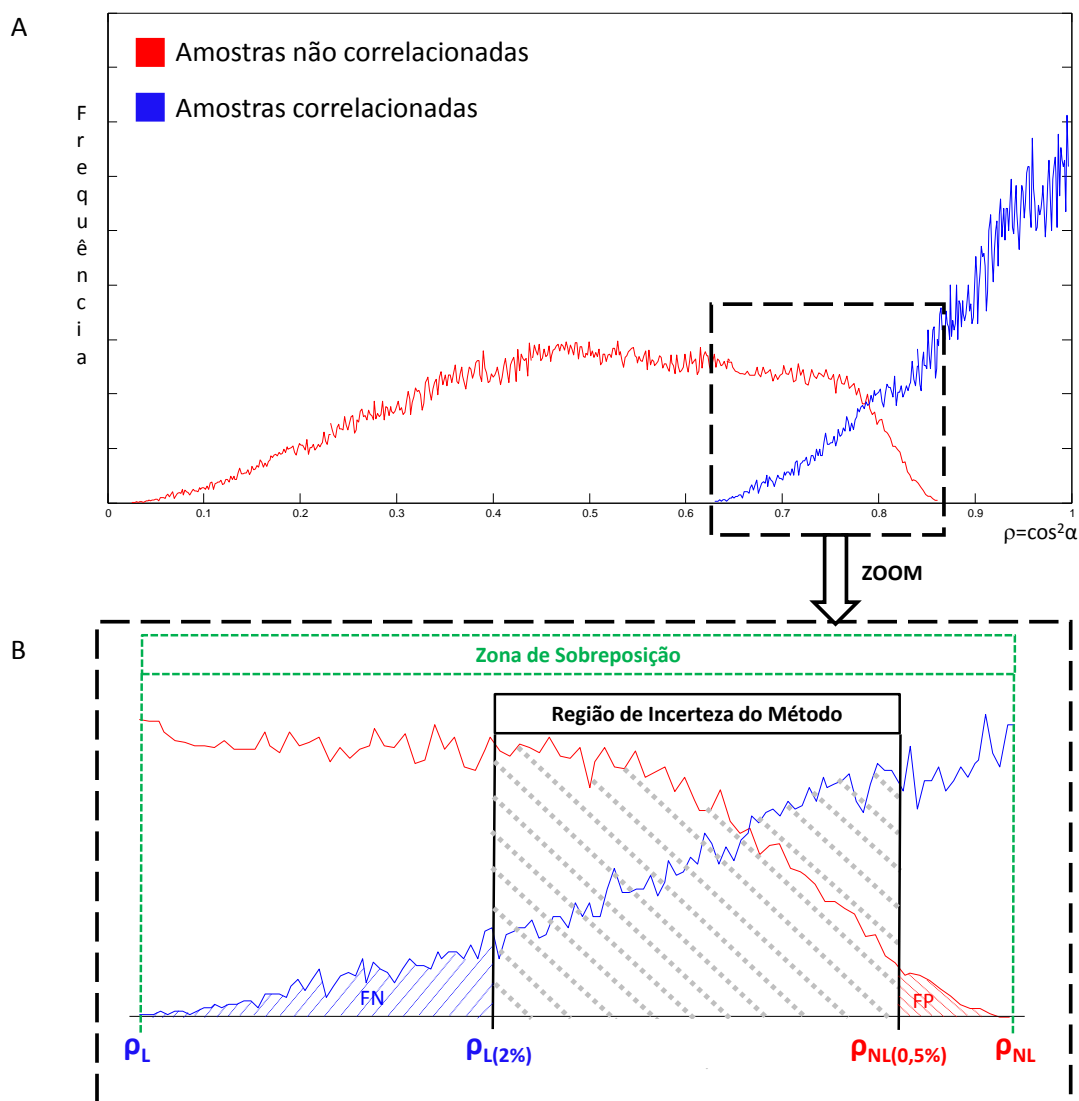 A
Amostras não correlacionadas
Amostras correlacionadas
Frequência
0 0.1 0.2 0.3 0.4 0.5 0.6 0.7 0.8 0.9 1
ρ=cos²α
ZOOM
B
Zona de Sobreposição
Região de Incerteza do Método
FN
FP
ρL ρL(2%) ρNL(0,5%) ρNL